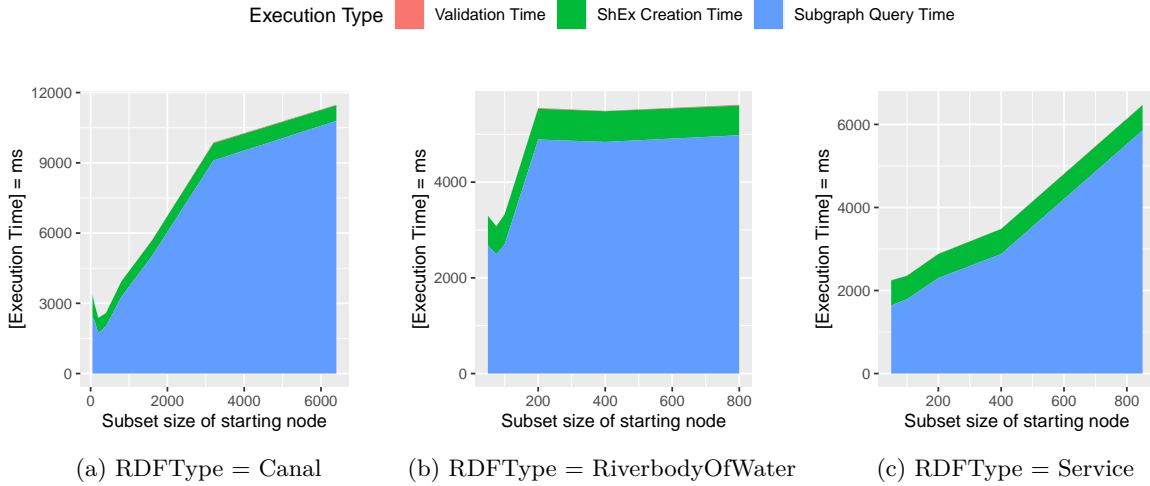 Execution Type Validation Time ShEx Creation Time Subgraph Query Time
[Execution Time] = ms
12000
9000
6000
3000
0
0 2000 4000 6000
Subset size of starting node
(a) RDFType = Canal
[Execution Time] = ms
4000
2000
0
200 400 600 800
Subset size of starting node
(b) RDFType = RiverbodyOfWater
[Execution Time] = ms
6000
4000
2000
0
200 400 600 800
Subset size of starting node
(c) RDFType = Service